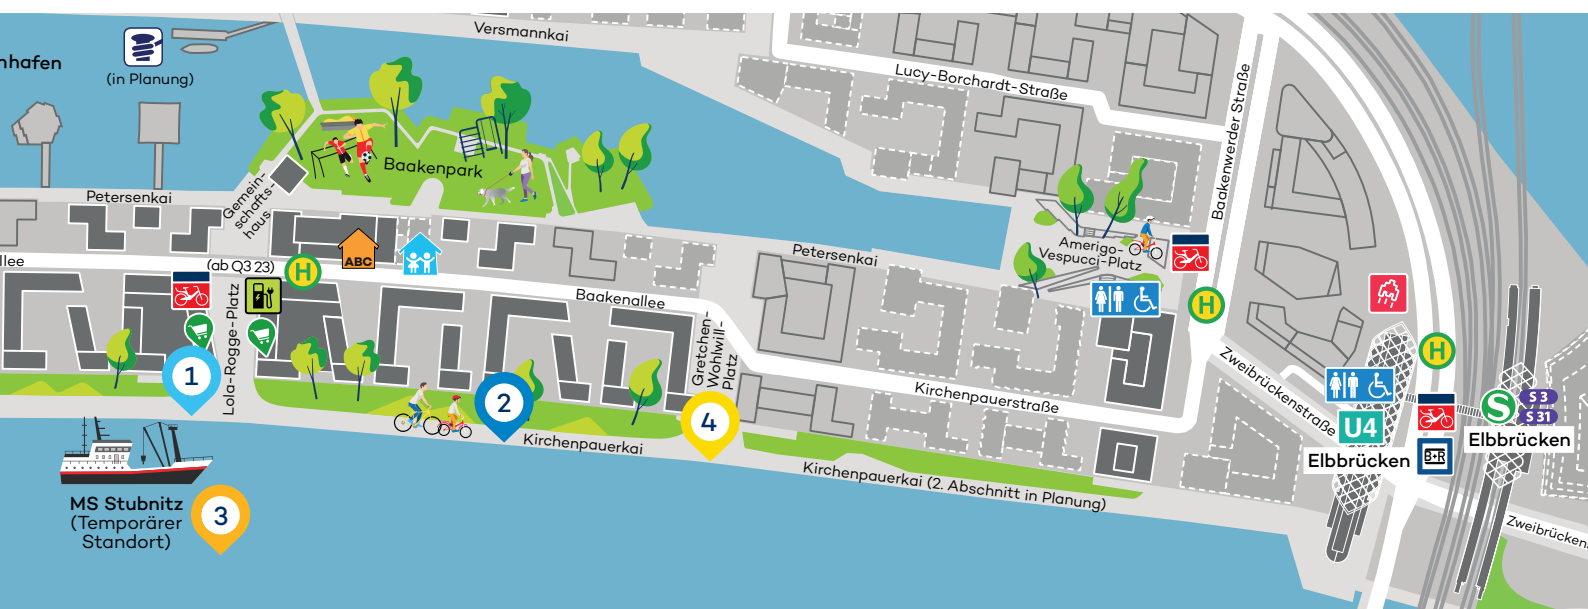 Versmannkai
nhafen
(in Planung)
Lucy-Borchardt-Straße
Baakenwerder Straße
Baakenpark
Petersenkai
Gemein-
schafts-
haus
Petersenkai
Amerigo-
Vespucci-Platz
llee
(ab Q3 23)
H
ABC
H
Baakenallee
Lola-Rogge-Platz
Gretchen-
Wohlwill-
Platz
H
Zweibrückenstraße
1
2
4
Kirchenpauerstraße
U4
Elbbrücken
B+R
S
S 3
S 31
Elbbrücken
Kirchenpauerkai
Kirchenpauerkai (2. Abschnitt in Planung)
MS Stubnitz
(Temporärer
Standort)
3
Zweibrückens